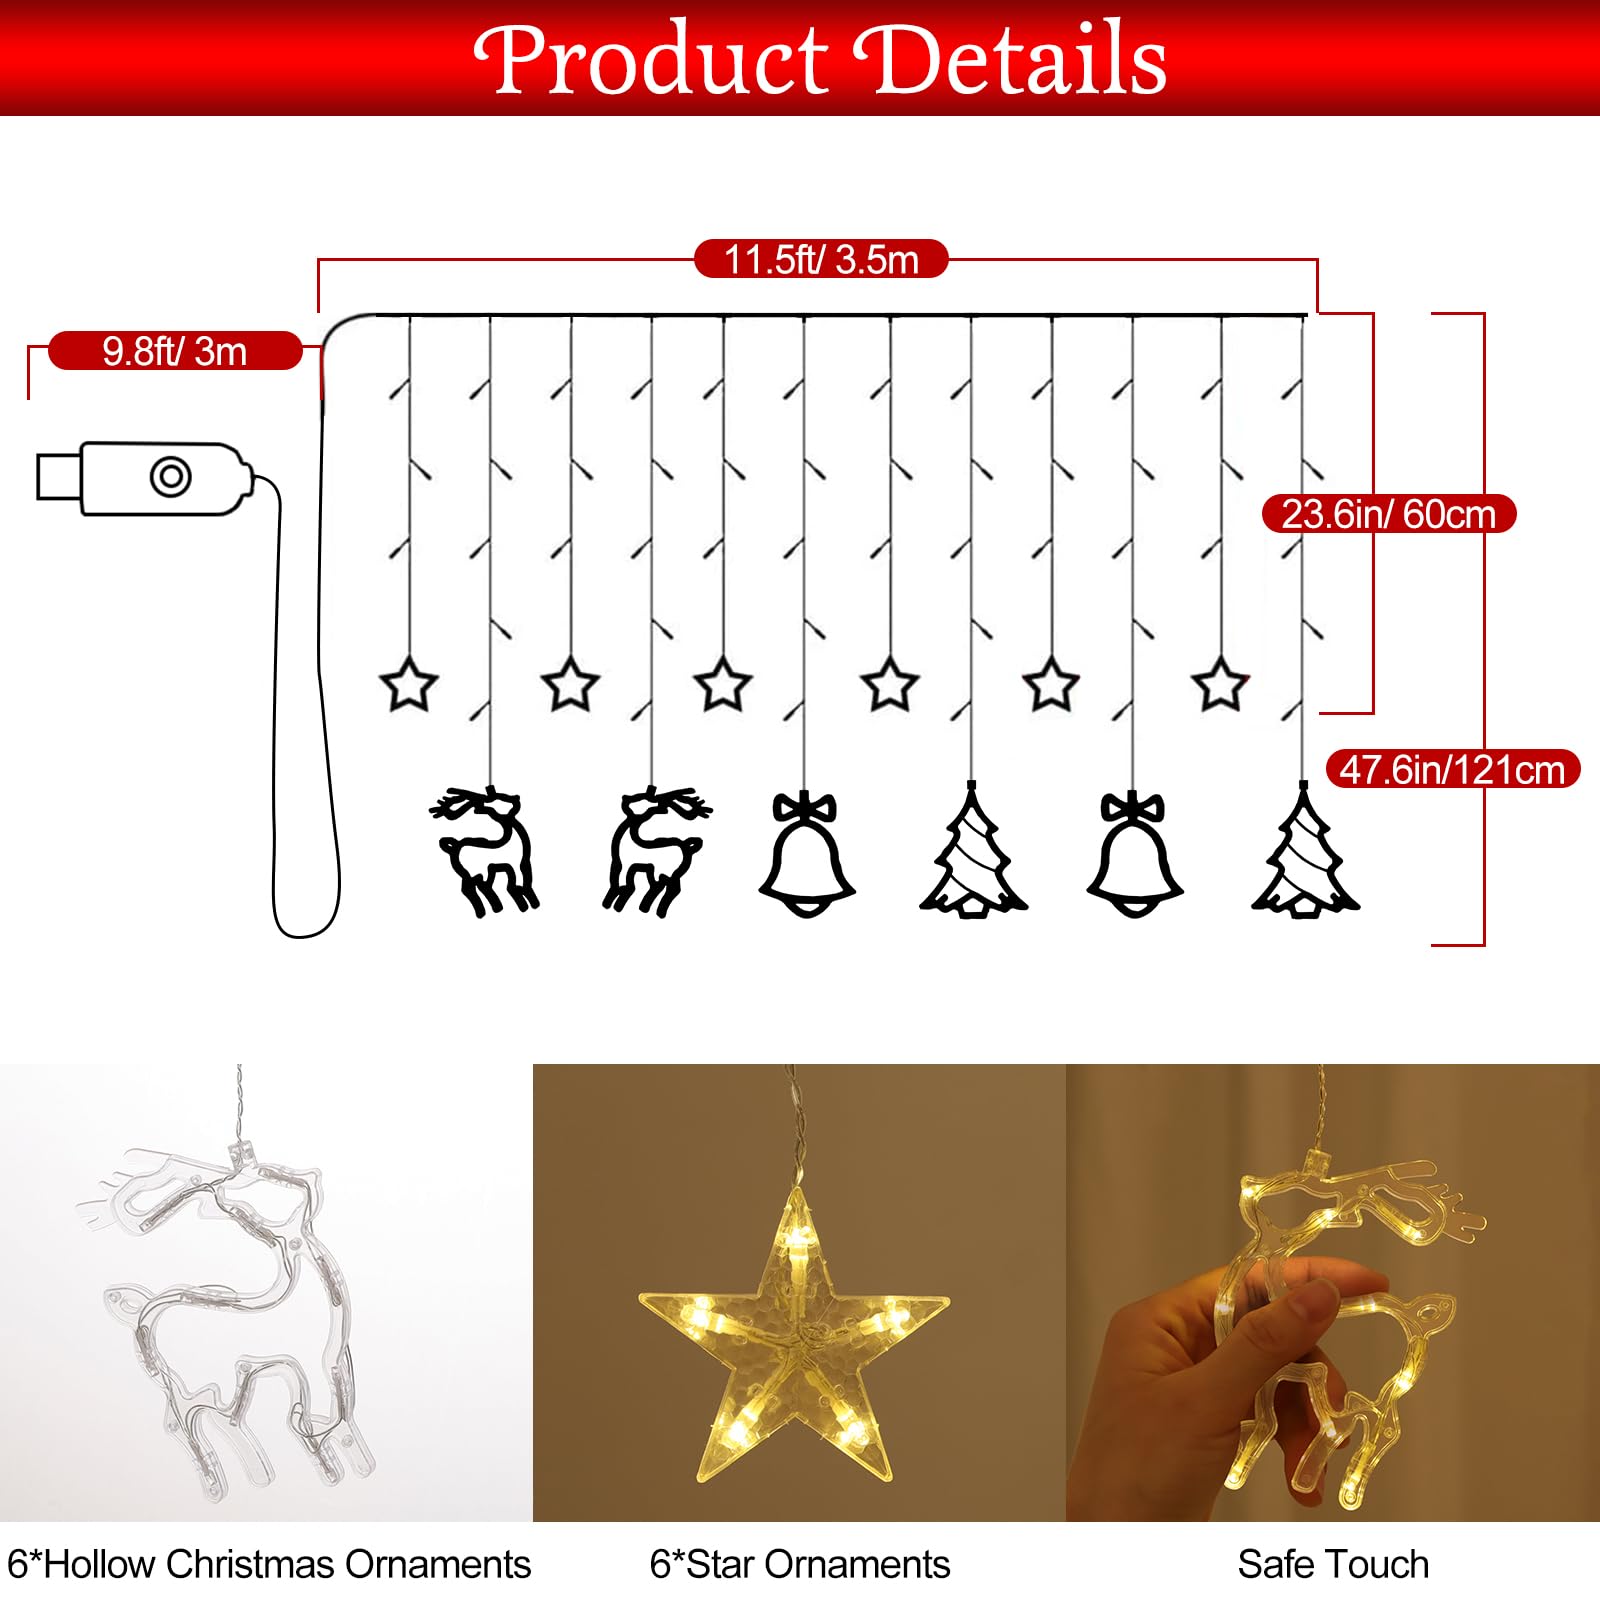 Product Details
11.5ft/ 3.5m
9.8ft/ 3m
23.6in/ 60cm
47.6in/121cm
6*Hollow Christmas Ornaments
6*Star Ornaments
Safe Touch